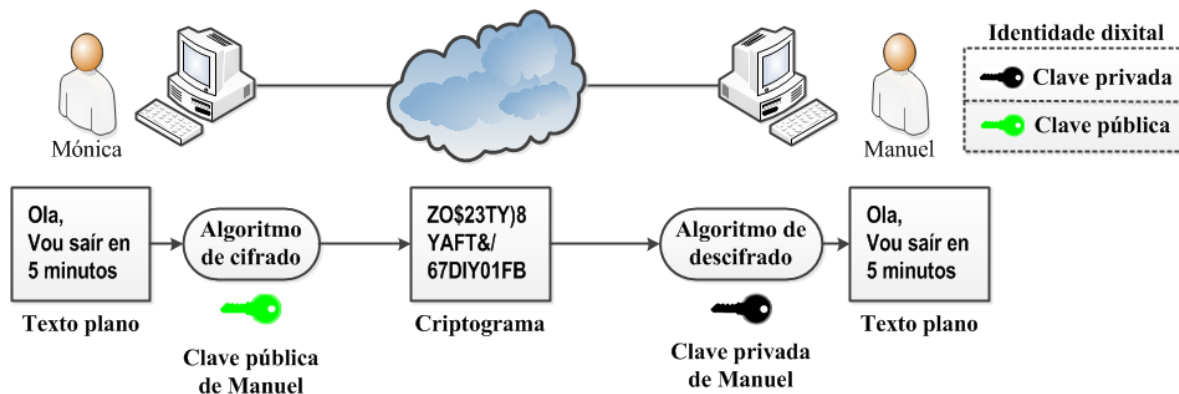 Identidade dixital
Clave privada
Clave pública
Mónica
Manuel
Ola,
Vou saír en
5 minutos
Algoritmo
de cifrado
ZO$23TY)8
YAFT&/
67DIY01FB
Algoritmo de
descifrado
Ola,
Vou saír en
5 minutos
Texto plano
Criptograma
Texto plano
Clave pública
de Manuel
Clave privada
de Manuel